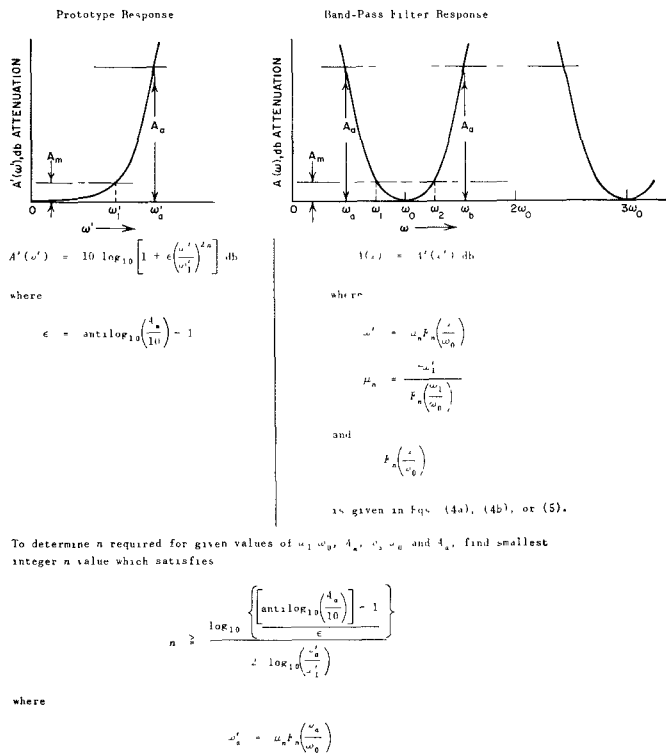 Prototype Response
Band-Pass Filter Response
A'(ω), db ATTENUATION
A_m
A_a
0
ω'_1
ω'_a
ω'
A(ω), db ATTENUATION
A_m
A_a
A_a
0
ω_a ω_1 ω_0 ω_2 ω_b 2ω_0 3ω_0
ω
A'(ω') = 10 log_10 [1 + ε(ω'/ω'_1)^2n] db
where
ε = antilog_10(A_m/10) - 1
A(ω) = A'(ω') db
where
ω' = F_n(ω/ω_0)
μ_n = -ω'_1 / F_n(ω_1/ω_0)
and
F_n(ω/ω_0)
is given in Eqs. (4a), (4b), or (5).
To determine n required for given values of and A_a, find smallest
integer n value which satisfies
n ≥ log_10 {[antilog_10(A_a/10)] - 1 / ε} / 2 log_10(ω'_a/ω'_1)
where
ω'_a = μ_n F_n(ω_a/ω_0)